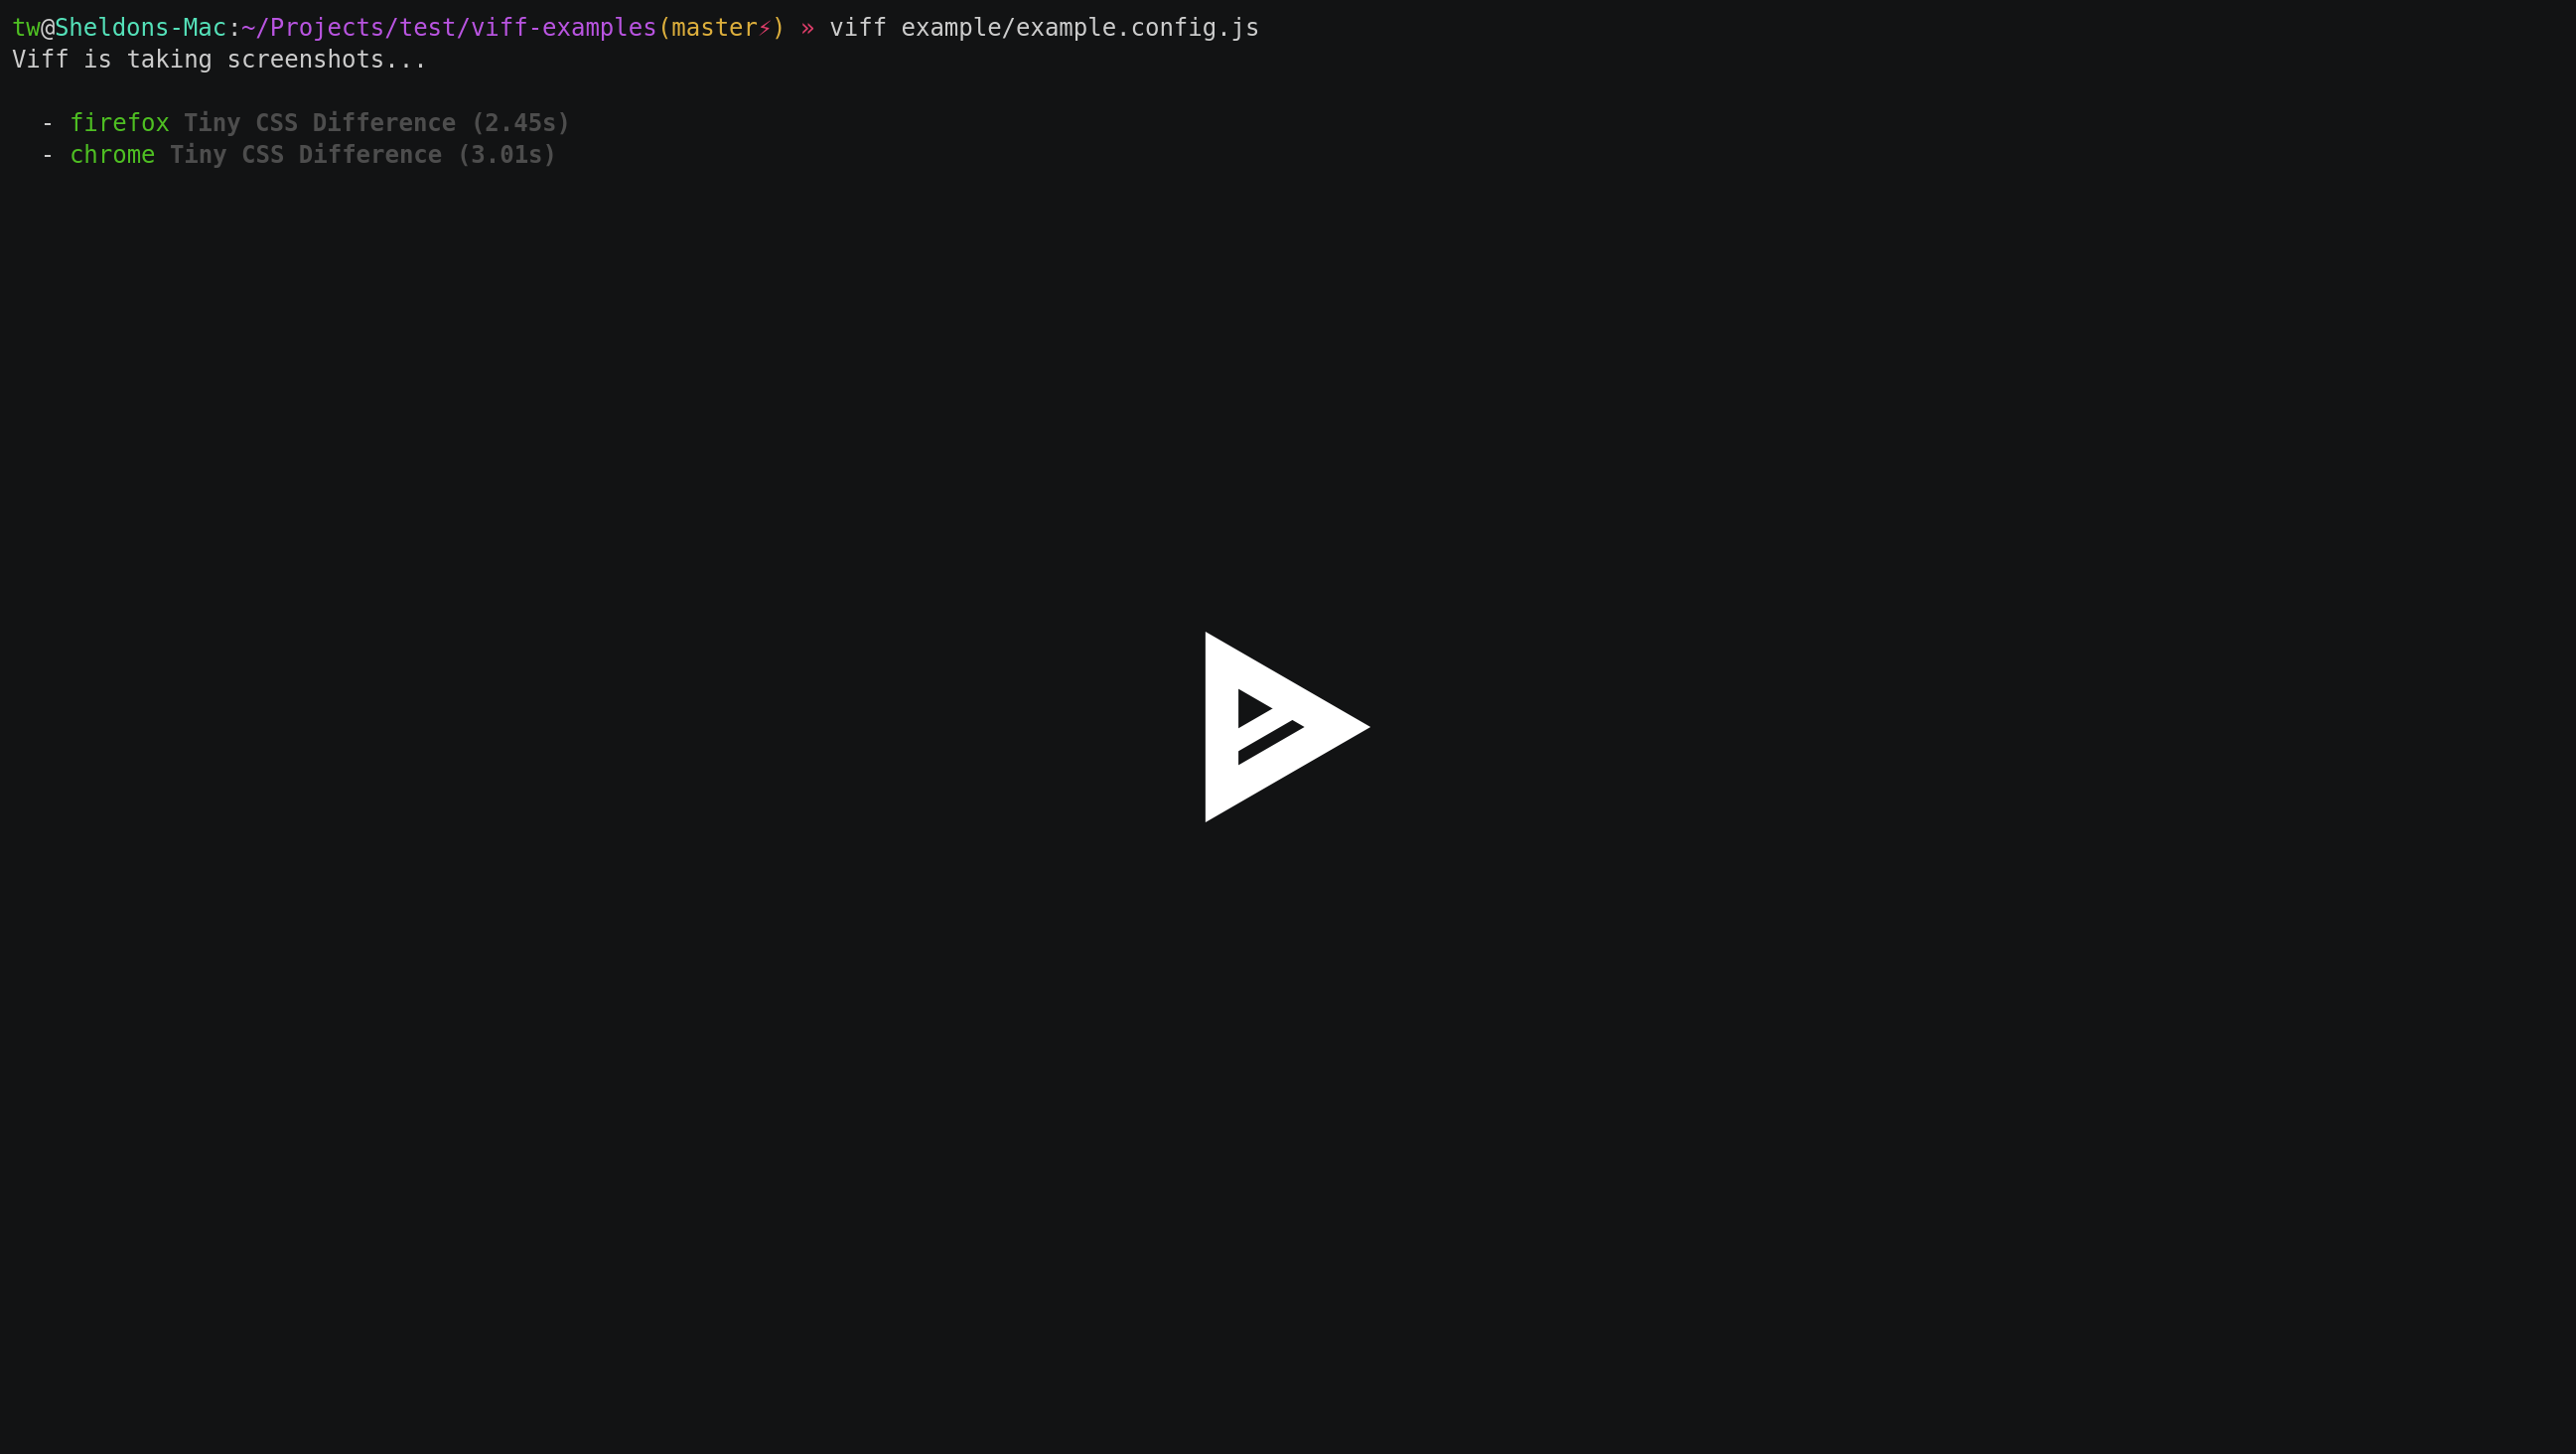 tw@Sheldons-Mac:~/Projects/test/viff-examples(master⚡) » viff example/example.config.js
Viff is taking screenshots...
- firefox Tiny CSS Difference (2.45s)
- chrome Tiny CSS Difference (3.01s)